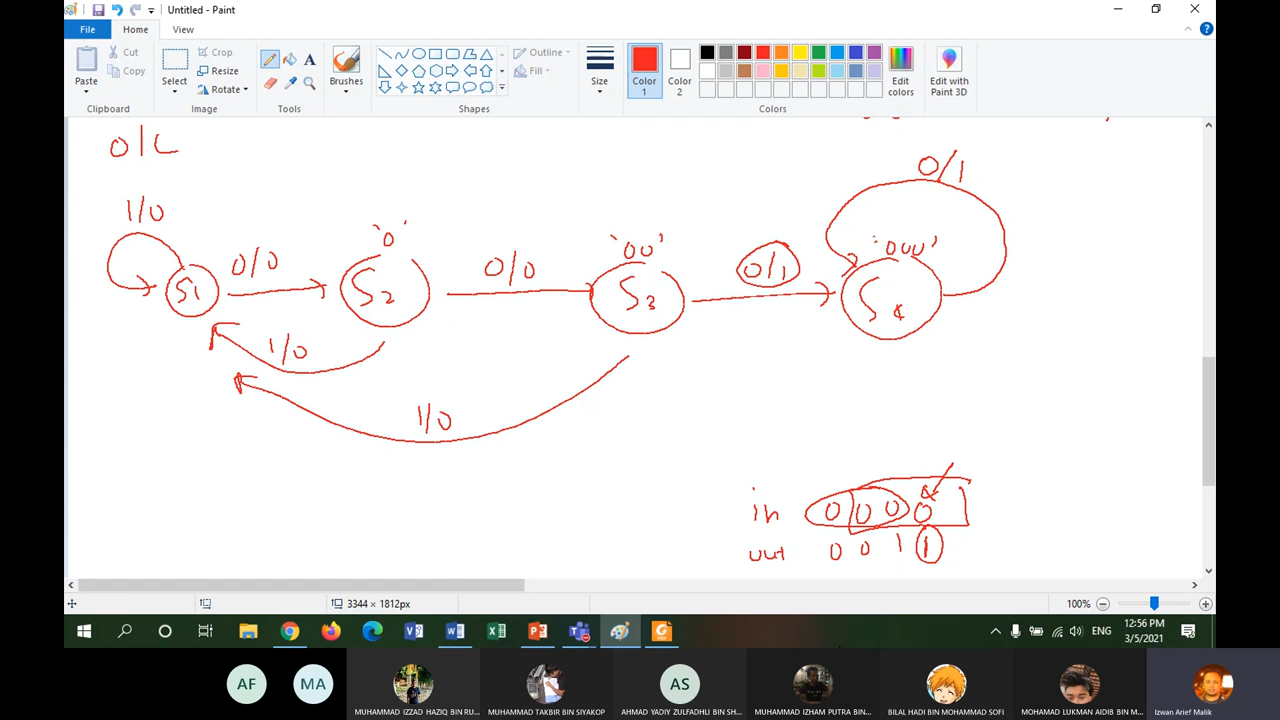 Untitled - Paint
File Home View
Paste
Cut
Copy
Clipboard
Select
Crop
Resize
Rotate
Image
Tools
Brushes
Shapes
Outline
Fill
Size
Color 1
Color 2
Colors
Edit colors
Edit with Paint 3D
0/L
0/1
1/0
0/0
'0'
0/0
'00'
0/1
'000'
S1
S2
S3
S4
1/0
1/0
in 0 0 0 0
out 0 0 1 1
3344 × 1812px
100%
ENG
12:56 PM
3/5/2021
AF
MA
AS
MUHAMMAD IZZAD HAZIQ BIN RU...
MUHAMMAD TAKBIR BIN SIYAKOP
AHMAD YADIY ZULFADHLI BIN SH...
MUHAMMAD IZHAM PUTRA BIN...
BILAL HADI BIN MOHAMMAD SOFI
MOHAMAD LUKMAN AIDIB BIN M...
Izwan Arief Malik